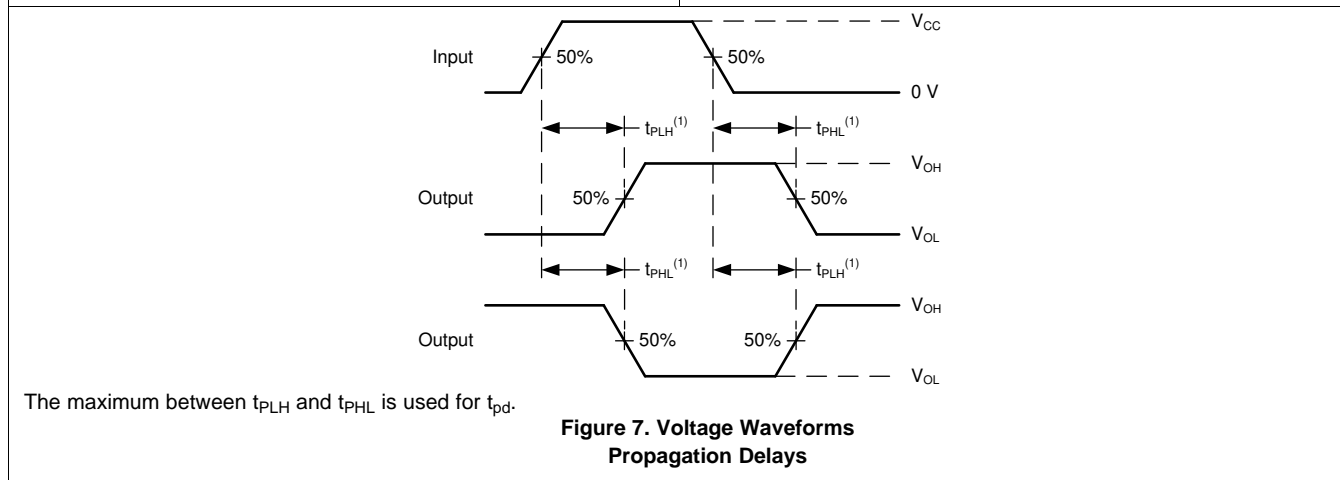 V_CC
Input
50%
50%
0 V
t_PLH^(1)
t_PHL^(1)
V_OH
Output
50%
50%
V_OL
t_PHL^(1)
t_PLH^(1)
V_OH
Output
50%
50%
V_OL
The maximum between t_PLH and t_PHL is used for t_pd.
Figure 7. Voltage Waveforms
Propagation Delays